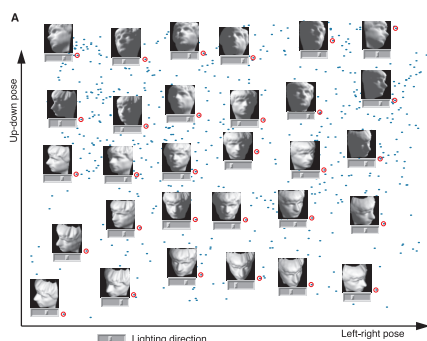 A
Up-down pose
Left-right pose
Lighting direction